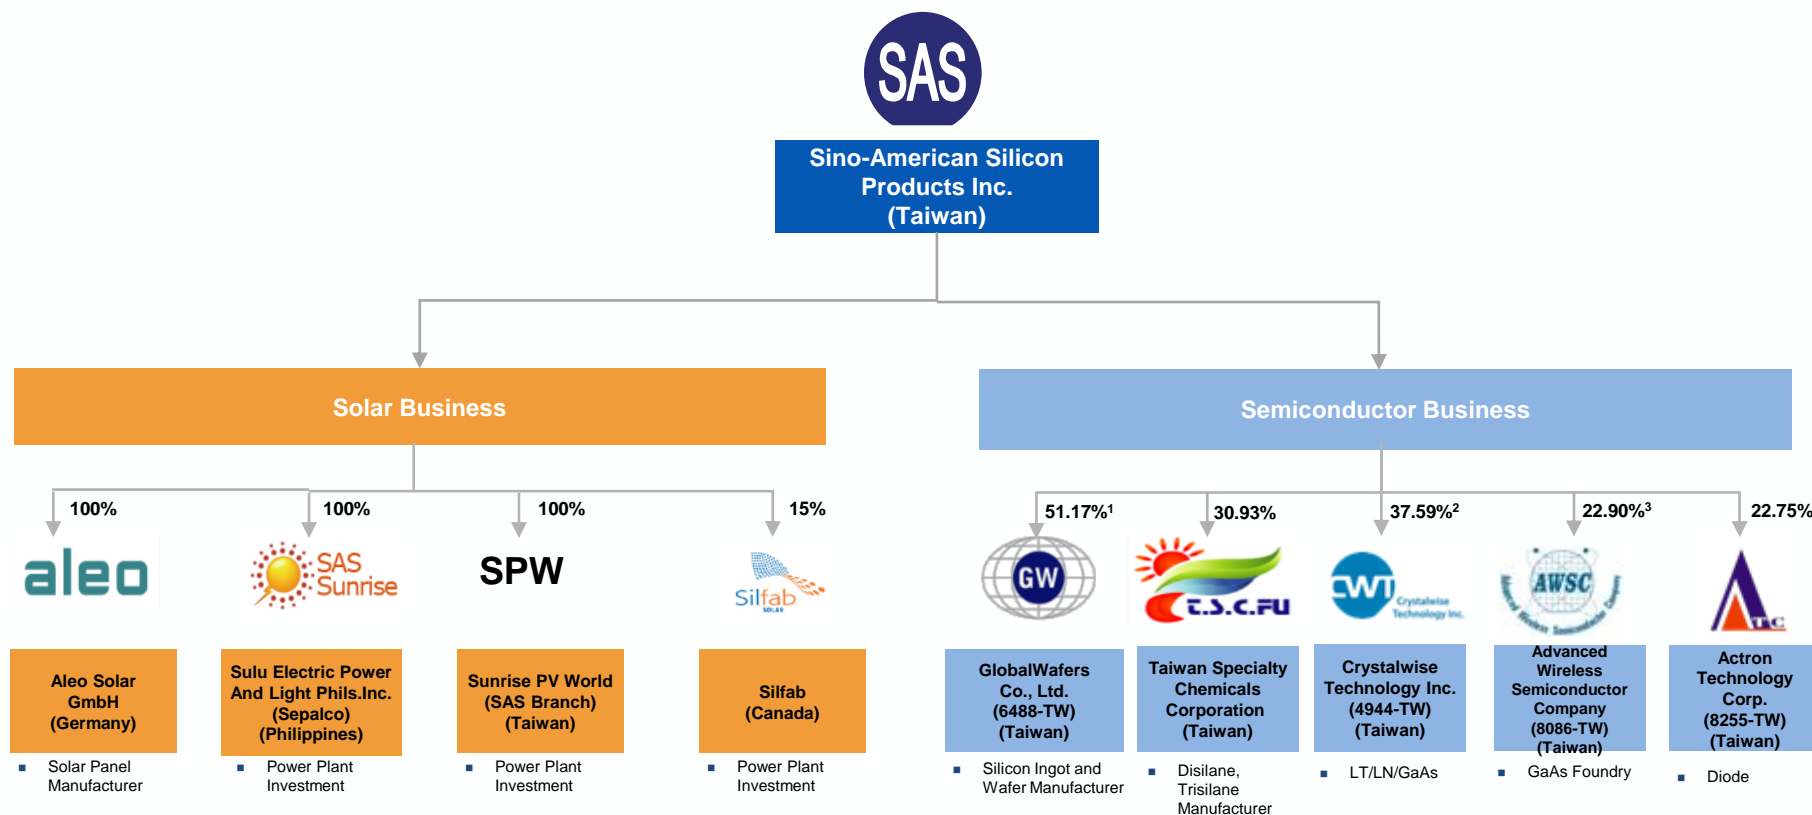 SAS
Sino-American Silicon
Products Inc.
(Taiwan)
Solar Business
Semiconductor Business
100%
100%
100%
15%
51.17%¹
30.93%
37.59%²
22.90%³
22.75%
aleo
SAS
Sunrise
SPW
Silfab
SOLAR
GW
T.S.C.FU
CWT
Crystalwise
Technology Inc.
AWSC
Advanced Wireless Semiconductor Company
ATC
Aleo Solar
GmbH
(Germany)
Sulu Electric Power
And Light Phils.Inc.
(Sepalco)
(Philippines)
Sunrise PV World
(SAS Branch)
(Taiwan)
Silfab
(Canada)
GlobalWafers
Co., Ltd.
(6488-TW)
(Taiwan)
Taiwan Specialty
Chemicals
Corporation
(Taiwan)
Crystalwise
Technology Inc.
(4944-TW)
(Taiwan)
Advanced
Wireless
Semiconductor
Company
(8086-TW)
(Taiwan)
Actron
Technology
Corp.
(8255-TW)
(Taiwan)
▪ Solar Panel
Manufacturer
▪ Power Plant
Investment
▪ Power Plant
Investment
▪ Power Plant
Investment
▪ Silicon Ingot and
Wafer Manufacturer
▪ Disilane,
Trisilane
Manufacturer
▪ LT/LN/GaAs
▪ GaAs Foundry
▪ Diode